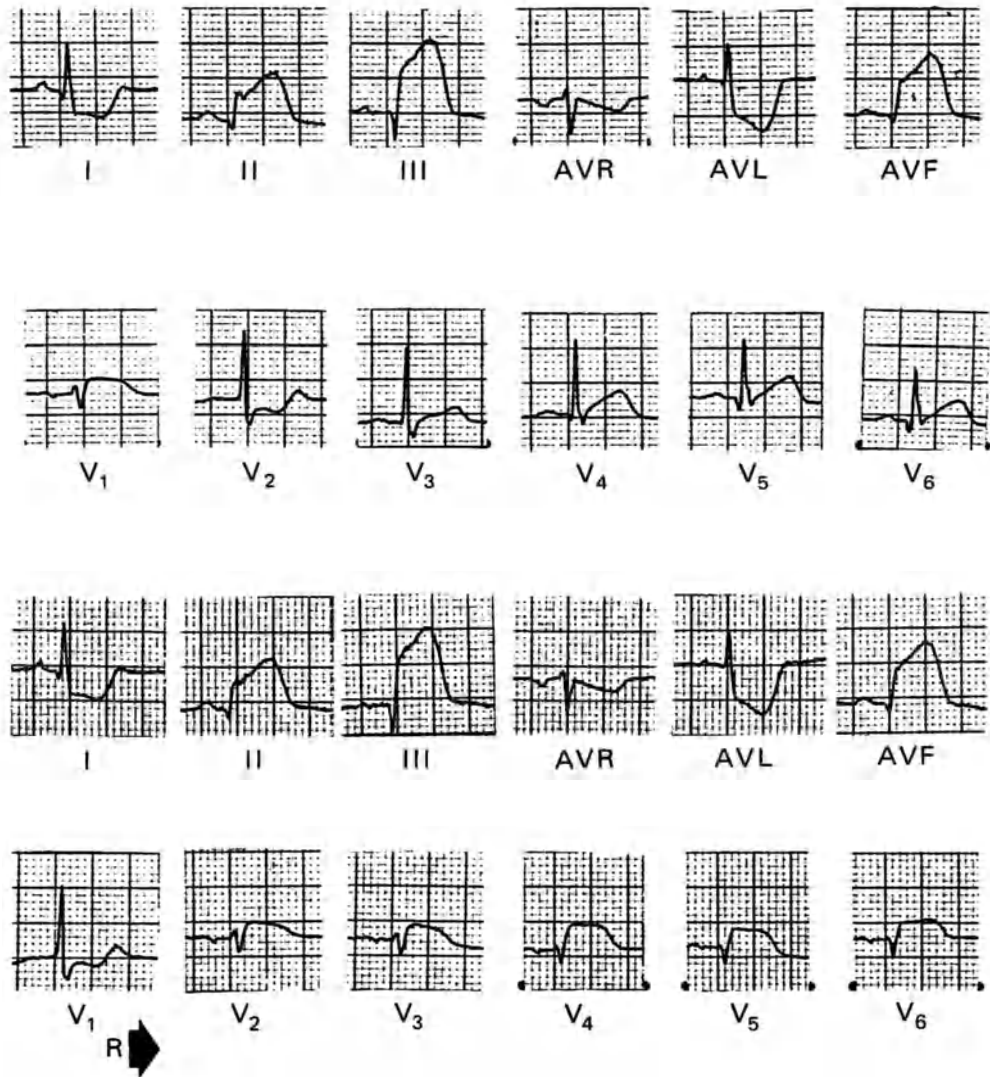 I II III AVR AVL AVF
V₁ V₂ V₃ V₄ V₅ V₆
I II III AVR AVL AVF
V₁ V₂ V₃ V₄ V₅ V₆
R